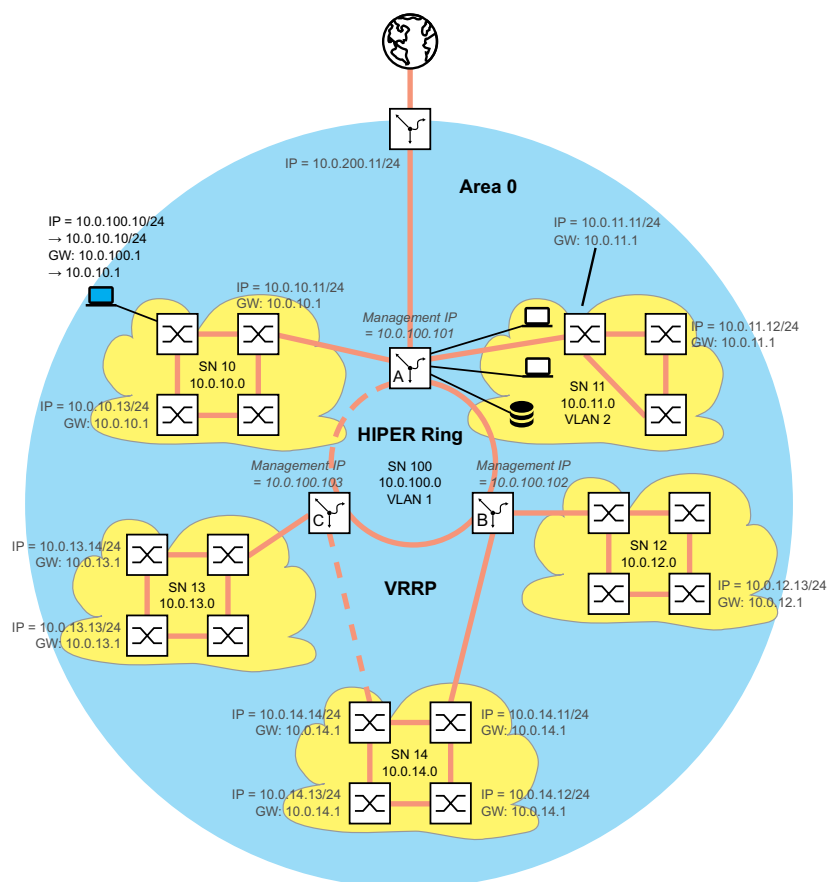 IP = 10.0.200.11/24
Area 0
IP = 10.0.100.10/24
→ 10.0.10.10/24
GW: 10.0.100.1
→ 10.0.10.1
IP = 10.0.11.11/24
GW: 10.0.11.1
IP = 10.0.10.11/24
GW: 10.0.10.1
Management IP
= 10.0.100.101
IP = 10.0.11.12/24
GW: 10.0.11.1
SN 10
10.0.10.0
A
SN 11
10.0.11.0
VLAN 2
IP = 10.0.10.13/24
GW: 10.0.10.1
HIPER Ring
Management IP
= 10.0.100.103
SN 100
10.0.100.0
VLAN 1
Management IP
= 10.0.100.102
C
B
IP = 10.0.13.14/24
GW: 10.0.13.1
SN 12
10.0.12.0
SN 13
10.0.13.0
VRRP
IP = 10.0.12.13/24
GW: 10.0.12.1
IP = 10.0.13.13/24
GW: 10.0.13.1
IP = 10.0.14.14/24
GW: 10.0.14.1
IP = 10.0.14.11/24
GW: 10.0.14.1
SN 14
10.0.14.0
IP = 10.0.14.13/24
GW: 10.0.14.1
IP = 10.0.14.12/24
GW: 10.0.14.1